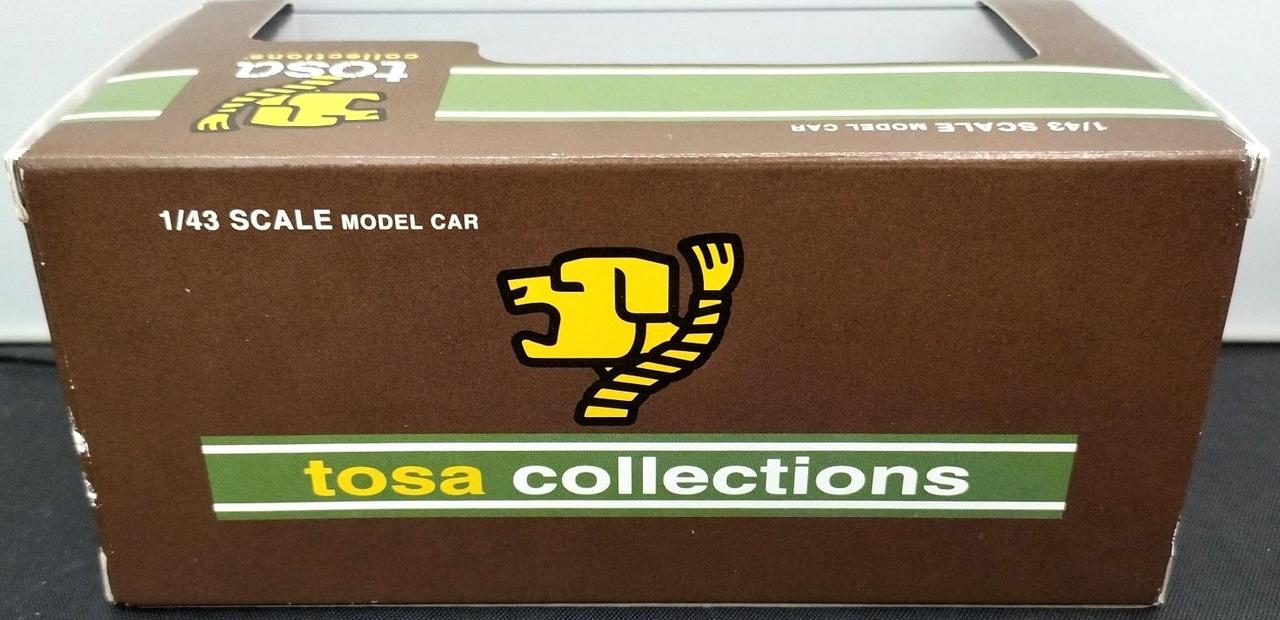 tosa
collections
1/43 SCALE MODEL CAR
1/43 SCALE MODEL CAR
tosa collections